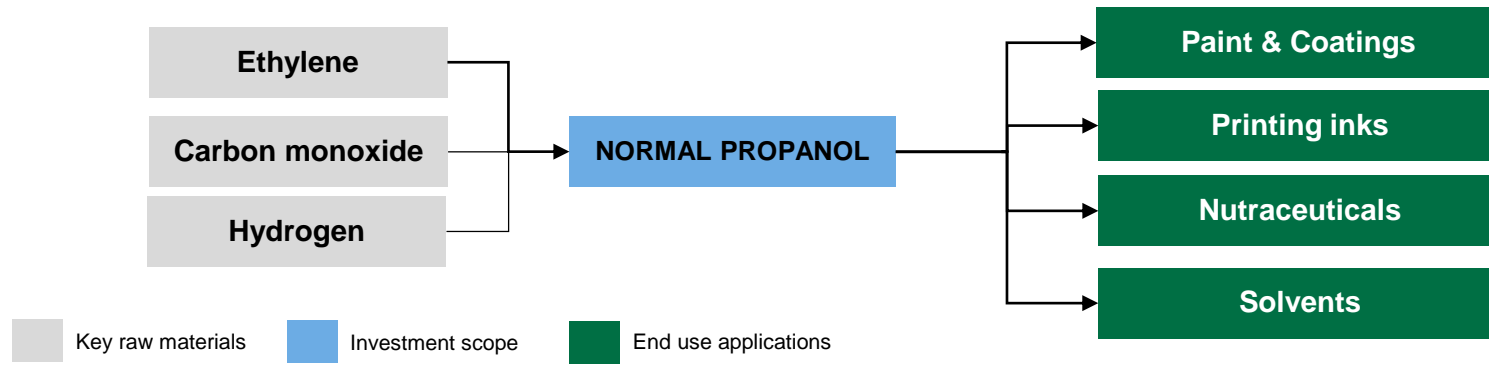 Ethylene
Carbon monoxide
Hydrogen
NORMAL PROPANOL
Paint & Coatings
Printing inks
Nutraceuticals
Solvents
Key raw materials
Investment scope
End use applications